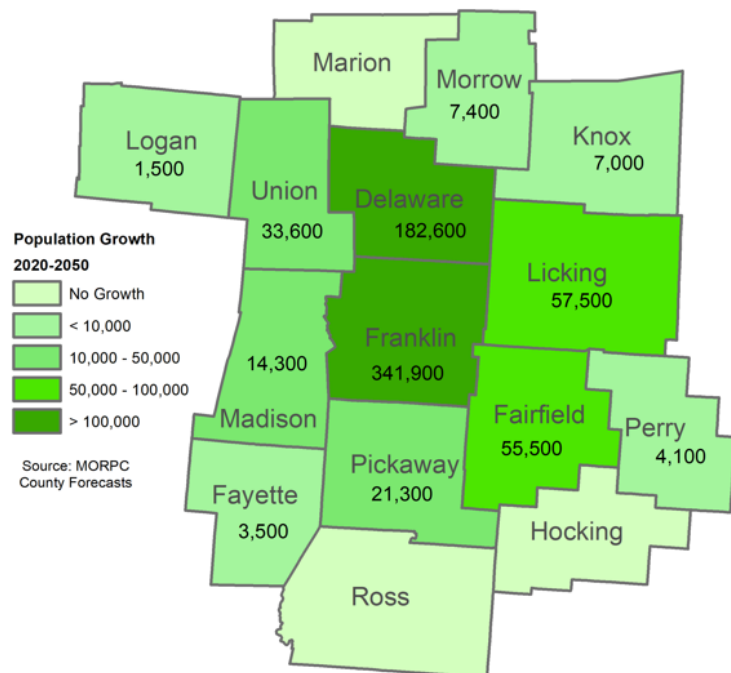 Marion
Morrow
7,400
Logan
1,500
Knox
7,000
Union
33,600
Delaware
182,600
Population Growth
2020-2050
No Growth
< 10,000
10,000 - 50,000
50,000 - 100,000
> 100,000
Source: MORPC
County Forecasts
Licking
57,500
Franklin
341,900
14,300
Madison
Fairfield
55,500
Perry
4,100
Pickaway
21,300
Fayette
3,500
Hocking
Ross